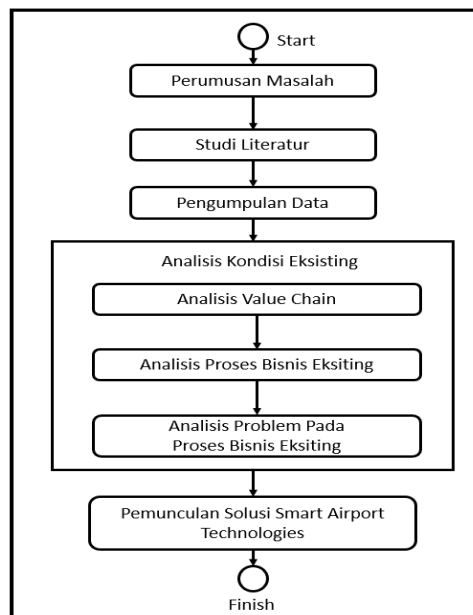 Start
Perumusan Masalah
Studi Literatur
Pengumpulan Data
Analisis Kondisi Eksisting
Analisis Value Chain
Analisis Proses Bisnis Eksiting
Analisis Problem Pada
Proses Bisnis Eksiting
Pemunculan Solusi Smart Airport
Technologies
Finish